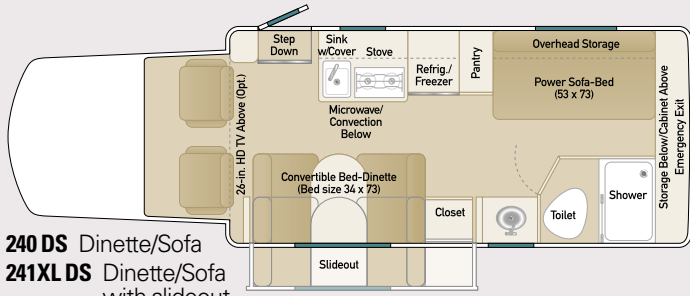 Step
Down
Sink
w/Cover
Stove
Refrig./
Freezer
Pantry
Overhead Storage
Power Sofa-Bed
(53 x 73)
Microwave/
Convection
Below
26-in. HD TV Above (Opt.)
Storage Below/Cabinet Above
Emergency Exit
Convertible Bed-Dinette
(Bed size 34 x 73)
Closet
Toilet
Shower
Slideout
240 DS Dinette/Sofa
241XL DS Dinette/Sofa
with slideout